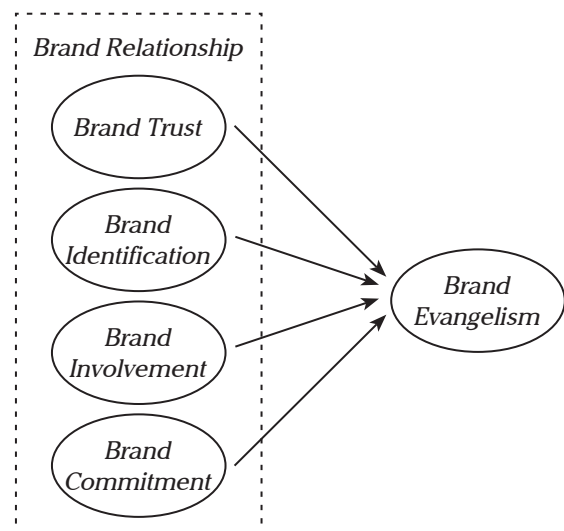 Brand Relationship
Brand Trust
Brand
Identification
Brand
Involvement
Brand
Commitment
Brand
Evangelism